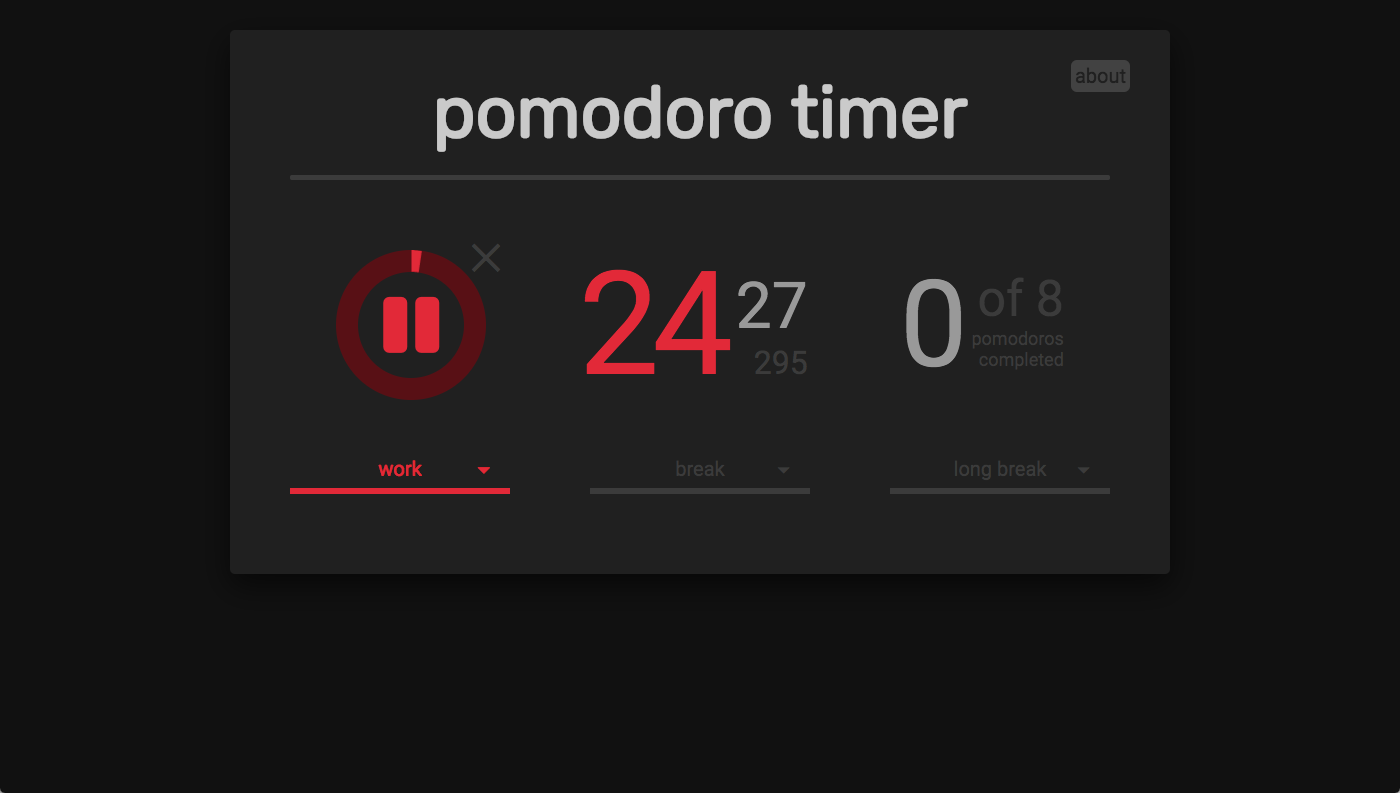 about
pomodoro timer
24 27
295
0 of 8
pomodoros
completed
work
break
long break